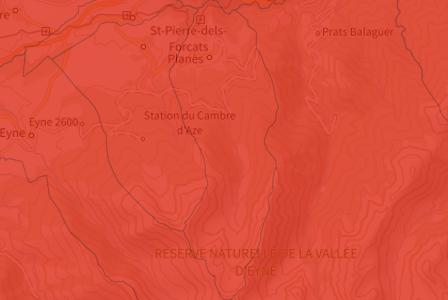 re
St-Pierre-dels-
Forcats
Prats Balaguer
Planès
Station du Cambre
d'Aze
Eyne 2600
Eyne
RESERVE NATURELLE DE LA VALLEE
D'EYNE